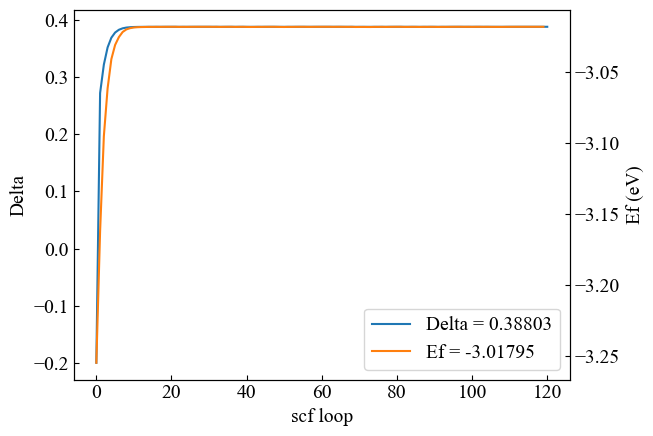 0.4
0.3
0.2
0.1
0.0
−0.1
−0.2
Delta
−3.05
−3.10
−3.15
−3.20
−3.25
Ef (eV)
Delta = 0.38803
Ef = -3.01795
0 20 40 60 80 100 120
scf loop